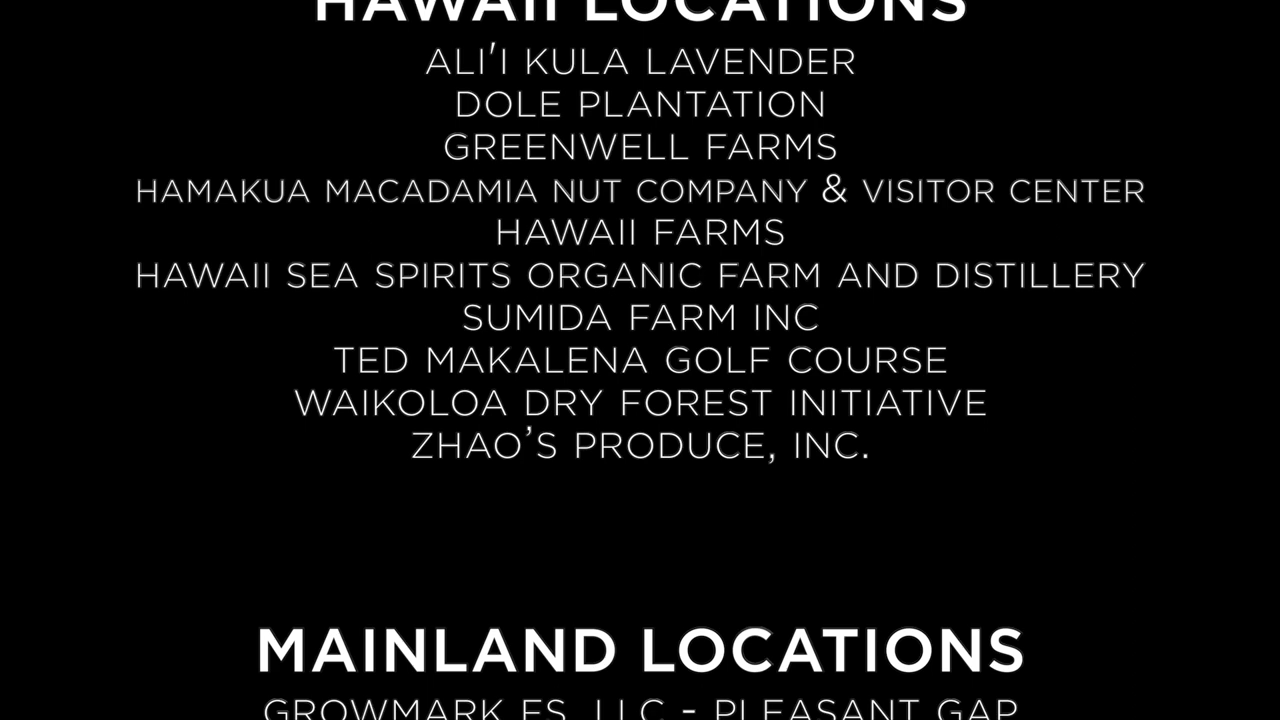 HAWAII LOCATIONS
ALI'I KULA LAVENDER
DOLE PLANTATION
GREENWELL FARMS
HAMAKUA MACADAMIA NUT COMPANY & VISITOR CENTER
HAWAII FARMS
HAWAII SEA SPIRITS ORGANIC FARM AND DISTILLERY
SUMIDA FARM INC
TED MAKALENA GOLF COURSE
WAIKOLOA DRY FOREST INITIATIVE
ZHAO'S PRODUCE, INC.
MAINLAND LOCATIONS
GROWMARK FS, LLC - PLEASANT GAP